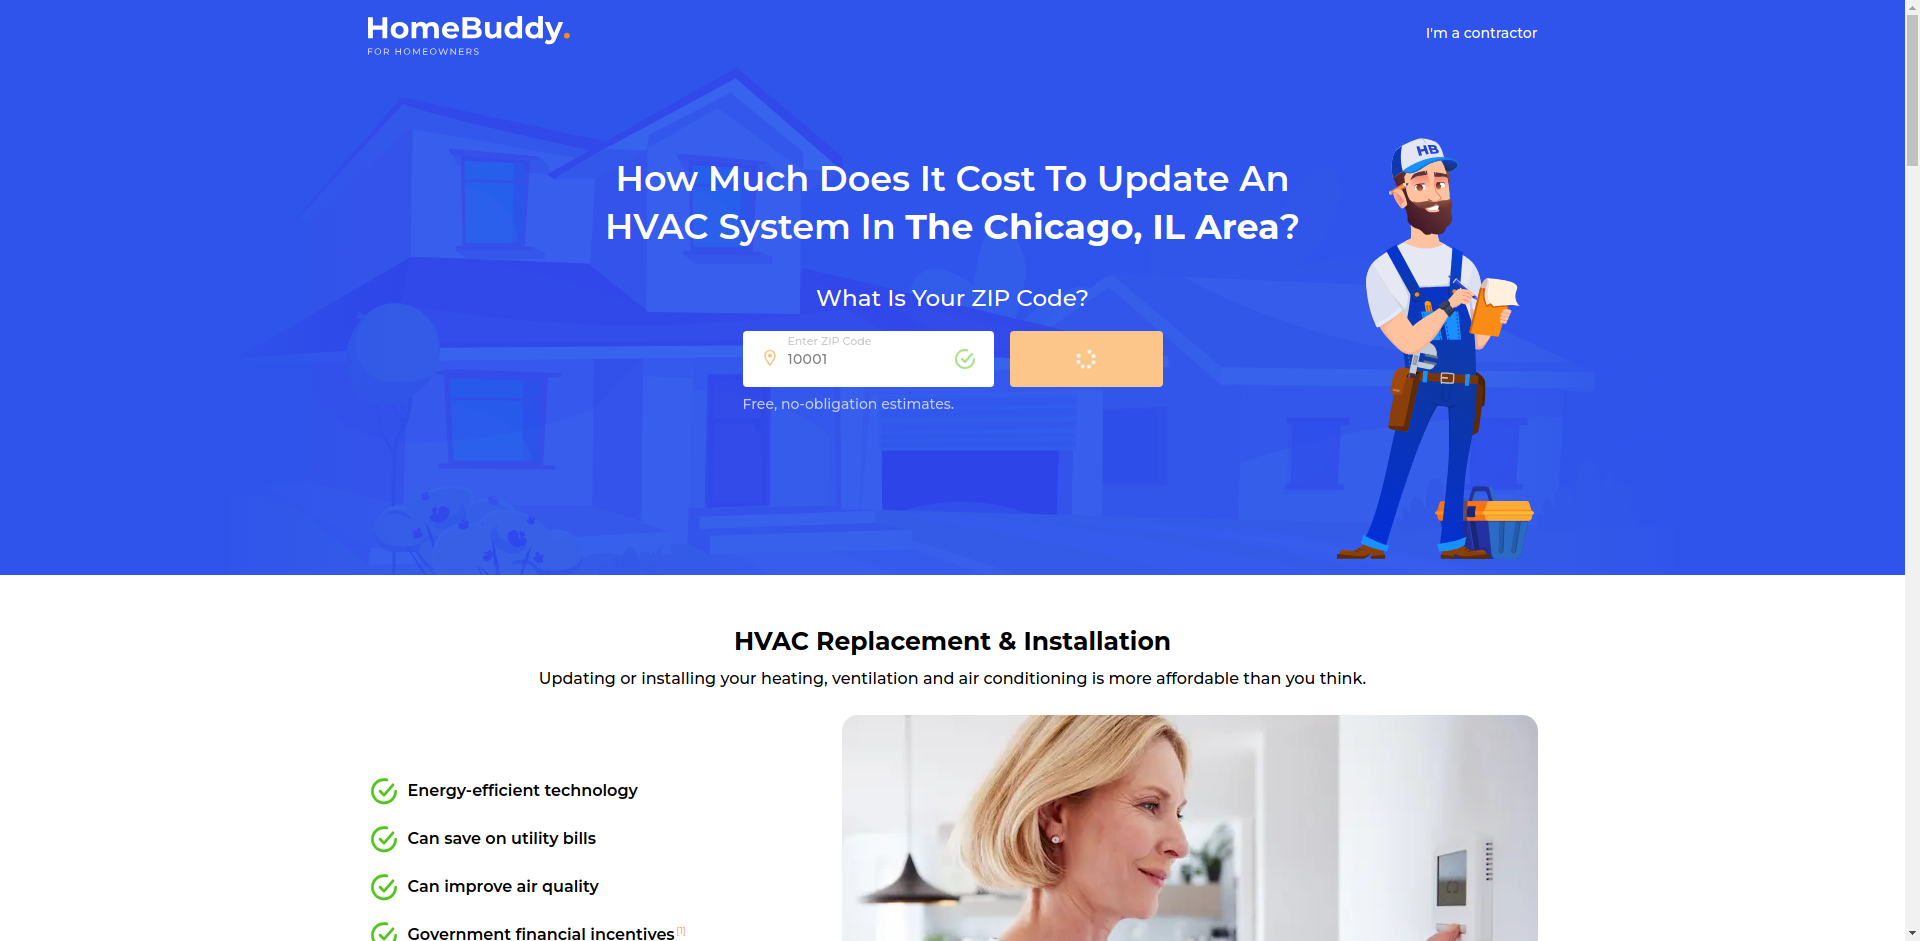 HomeBuddy.
FOR HOMEOWNERS
I'm a contractor
HB
How Much Does It Cost To Update An
HVAC System In The Chicago, IL Area?
What Is Your ZIP Code?
Enter ZIP Code
10001
Free, no-obligation estimates.
HVAC Replacement & Installation
Updating or installing your heating, ventilation and air conditioning is more affordable than you think.
Energy-efficient technology
Can save on utility bills
Can improve air quality
Government financial incentives [1]